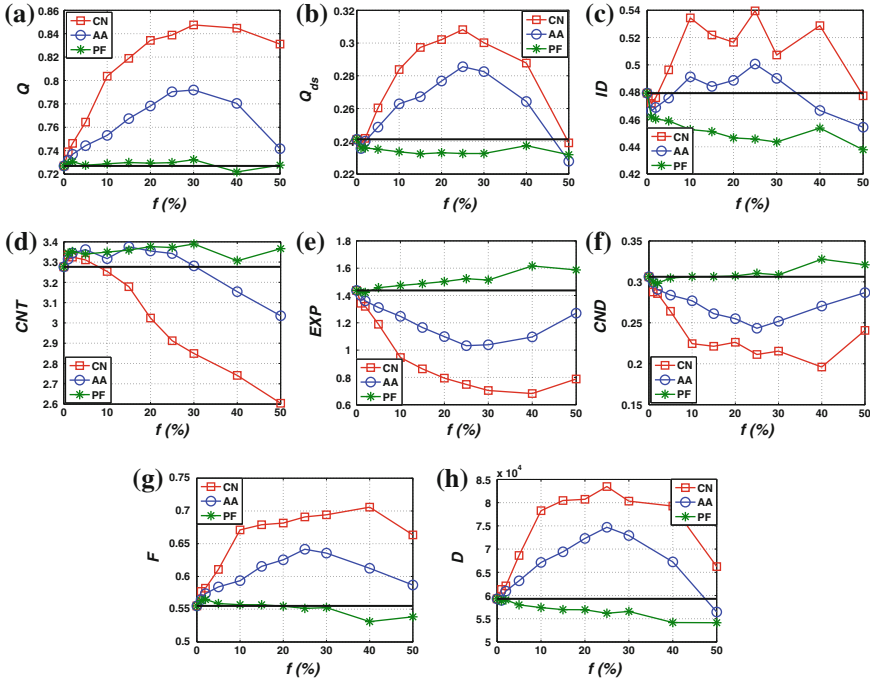 (a)
Q
0.86
0.84
0.82
0.8
0.78
0.76
0.74
0.72
CN
AA
PF
0 10 20 30 40 50
f (%)
(b)
Q_ds
0.32
0.3
0.28
0.26
0.24
0.22
CN
AA
PF
0 10 20 30 40 50
f (%)
(c)
ID
0.54
0.52
0.5
0.48
0.46
0.44
0.42
CN
AA
PF
0 10 20 30 40 50
f (%)
(d)
CNT
3.4
3.3
3.2
3.1
3
2.9
2.8
2.7
2.6
CN
AA
PF
0 10 20 30 40 50
f (%)
(e)
EXP
1.8
1.6
1.4
1.2
1
0.8
0.6
CN
AA
PF
0 10 20 30 40 50
f (%)
(f)
CND
0.35
0.3
0.25
0.2
0.15
CN
AA
PF
0 10 20 30 40 50
f (%)
(g)
F
0.75
0.7
0.65
0.6
0.55
0.5
CN
AA
PF
0 10 20 30 40 50
f (%)
(h)
D
x 10^4
8.5
8
7.5
7
6.5
6
5.5
5
CN
AA
PF
0 10 20 30 40 50
f (%)